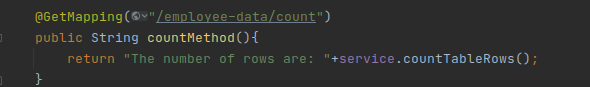 @GetMapping("/employee-data/count")
public String countMethod(){
return "The number of rows are: "+service.countTableRows();
}